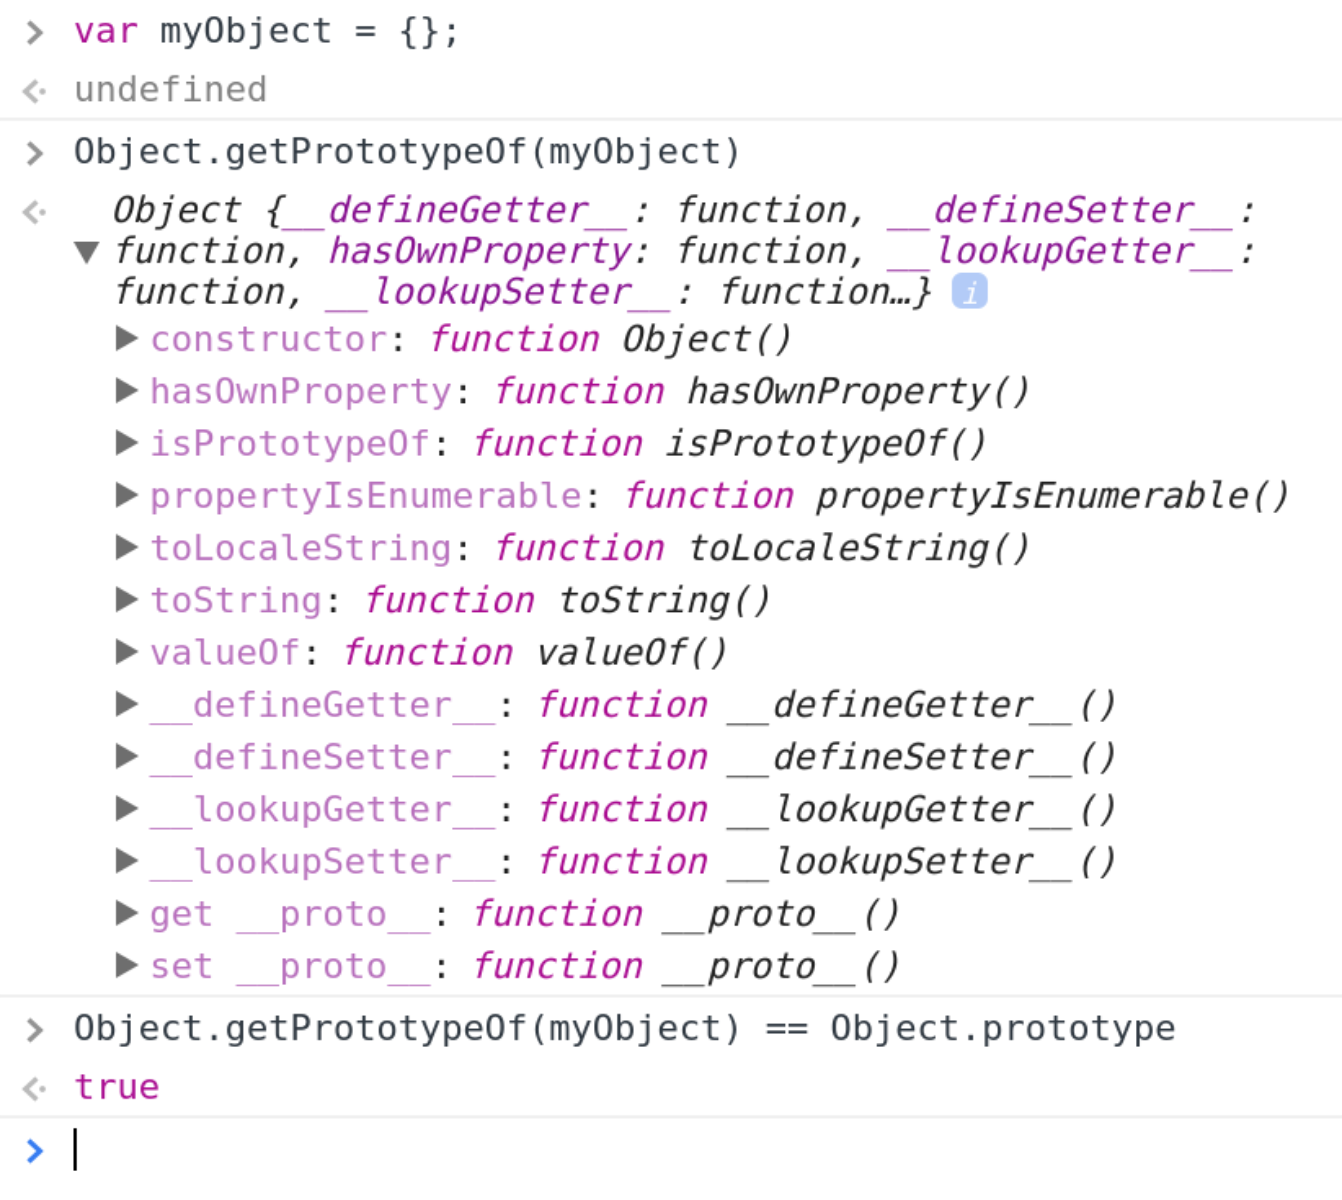 > var myObject = {};
undefined
> Object.getPrototypeOf(myObject)
Object {__defineGetter__: function, __defineSetter__:
▼ function, hasOwnProperty: function, __lookupGetter__:
function, __lookupSetter__: function…} i
▶ constructor: function Object()
▶ hasOwnProperty: function hasOwnProperty()
▶ isPrototypeOf: function isPrototypeOf()
▶ propertyIsEnumerable: function propertyIsEnumerable()
▶ toLocaleString: function toLocaleString()
▶ toString: function toString()
▶ valueOf: function valueOf()
▶ __defineGetter__: function __defineGetter__()
▶ __defineSetter__: function __defineSetter__()
▶ __lookupGetter__: function __lookupGetter__()
▶ __lookupSetter__: function __lookupSetter__()
▶ get __proto__: function __proto__()
▶ set __proto__: function __proto__()
> Object.getPrototypeOf(myObject) == Object.prototype
true
>